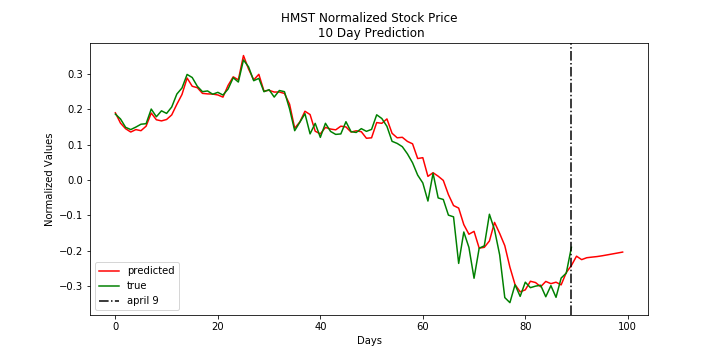 HMST Normalized Stock Price
10 Day Prediction
Normalized Values
0.3
0.2
0.1
0.0
−0.1
−0.2
−0.3
predicted
true
april 9
0 20 40 60 80 100
Days